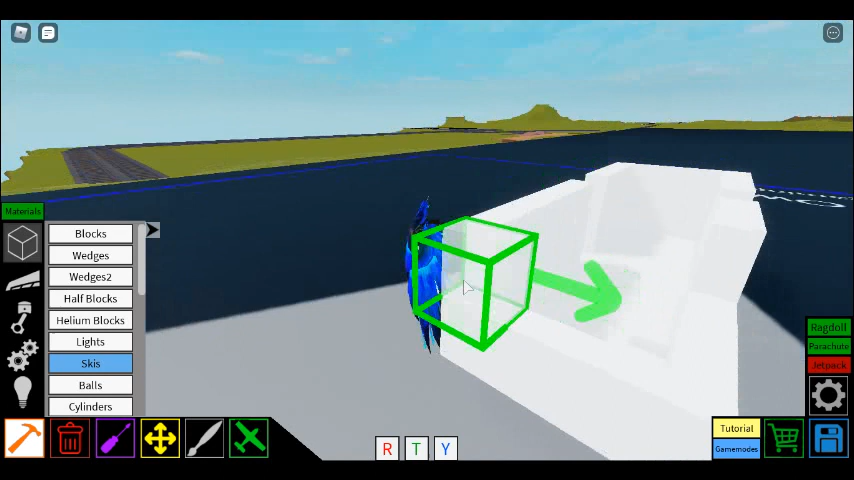 Materials
Blocks
Wedges
Wedges2
Half Blocks
Helium Blocks
Lights
Skis
Balls
Cylinders
R T Y
Ragdoll
Parachute
Jetpack
Tutorial
Gamemodes